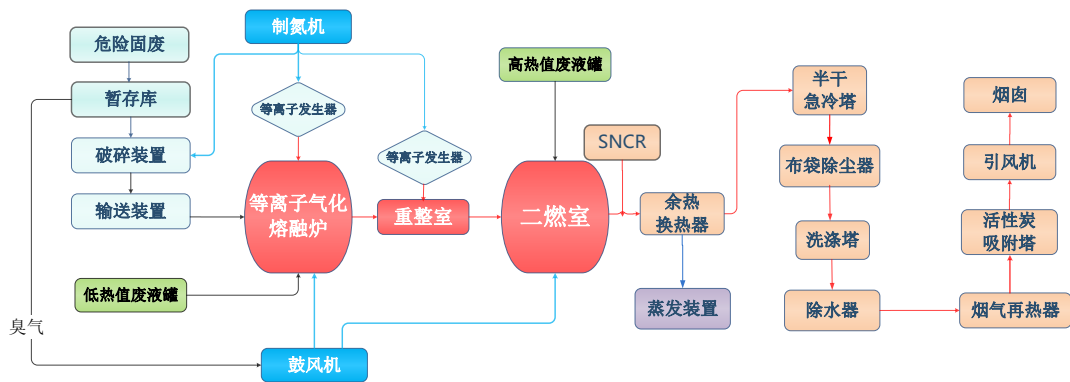 制氮机
危险固废
高热值废液罐
半干
急冷塔
烟囱
暂存库
等离子发生器
SNCR
破碎装置
等离子发生器
布袋除尘器
引风机
输送装置
等离子气化
熔融炉
重整室
二燃室
余热
换热器
洗涤塔
活性炭
吸附塔
低热值废液罐
蒸发装置
除水器
烟气再热器
臭气
鼓风机